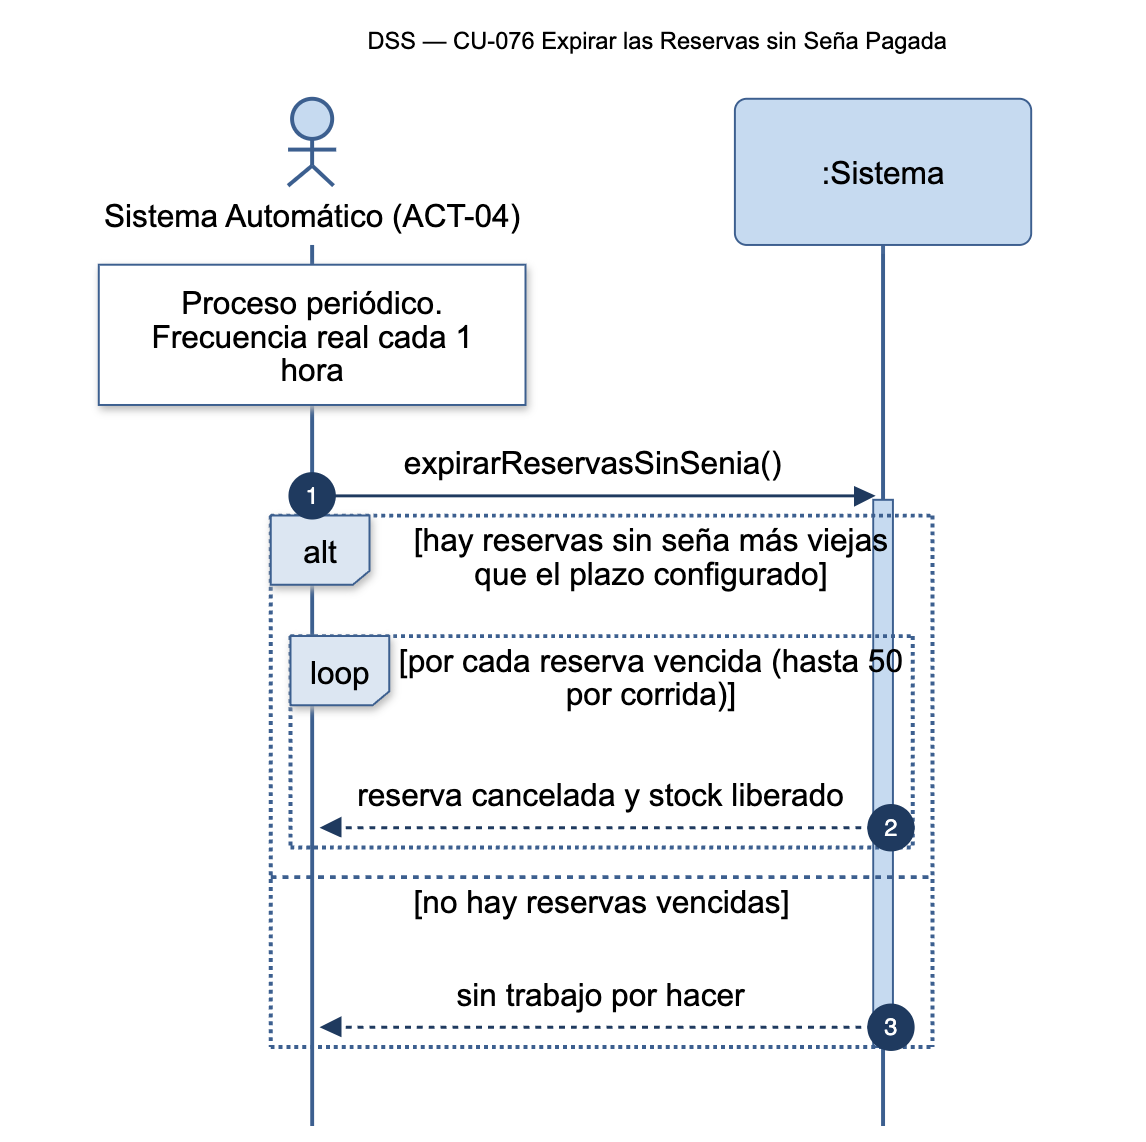 DSS — CU-076 Expirar las Reservas sin Seña Pagada
:Sistema
Sistema Automático (ACT-04)
Proceso periódico.
Frecuencia real cada 1
hora
expirarReservasSinSenia()
1
alt
[hay reservas sin seña más viejas
que el plazo configurado]
loop
[por cada reserva vencida (hasta 50
por corrida)]
reserva cancelada y stock liberado
2
[no hay reservas vencidas]
sin trabajo por hacer
3